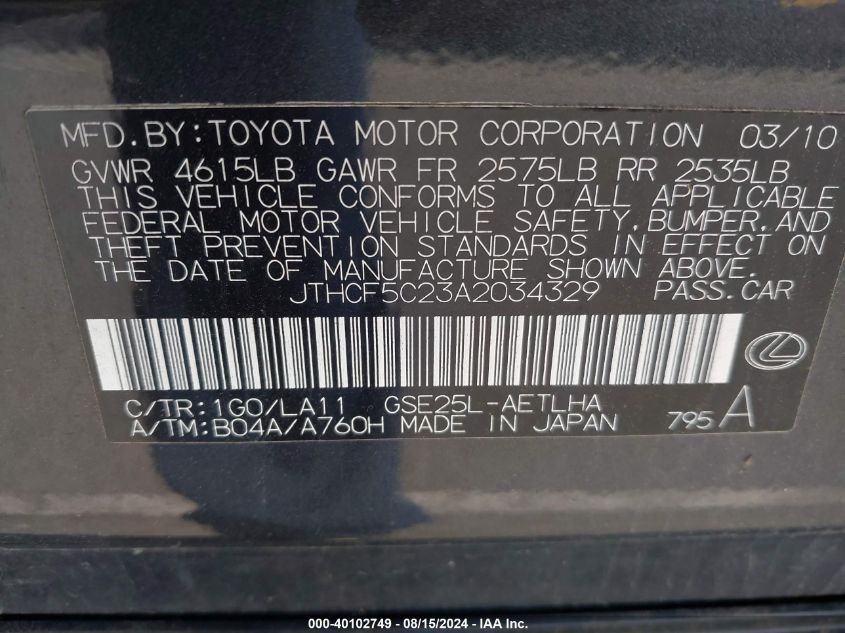 MFD.BY:TOYOTA MOTOR CORPORATION 03/10
GVWR 4615LB GAWR FR 2575LB RR 2535LB
THIS VEHICLE CONFORMS TO ALL APPLICABLE
FEDERAL MOTOR VEHICLE SAFETY,BUMPER,AND
THEFT PREVENTION STANDARDS IN EFFECT ON
THE DATE OF MANUFACTURE SHOWN ABOVE.
JTHCF5C23A2034329 PASS.CAR
C/TR:1G0/LA11 GSE25L-AETLHA
A/TM:B04A/A760H MADE IN JAPAN 795 A
000-40102749 - 08/15/2024 - IAA Inc.